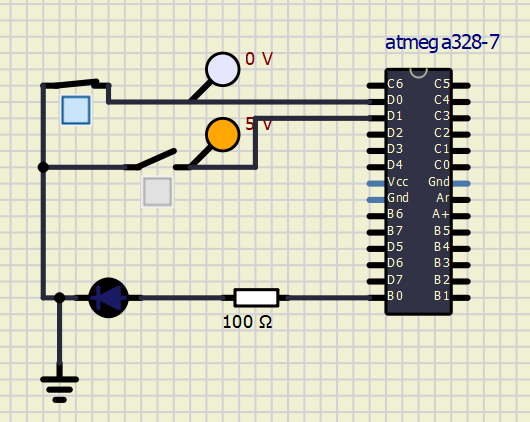 atmega328-7
0 V
5 V
C6 C5
D0 C4
D1 C3
D2 C2
D3 C1
D4 C0
Vcc Gnd
Gnd Ar
B6 A+
B7 B5
D5 B4
D6 B3
D7 B2
B0 B1
100 Ω